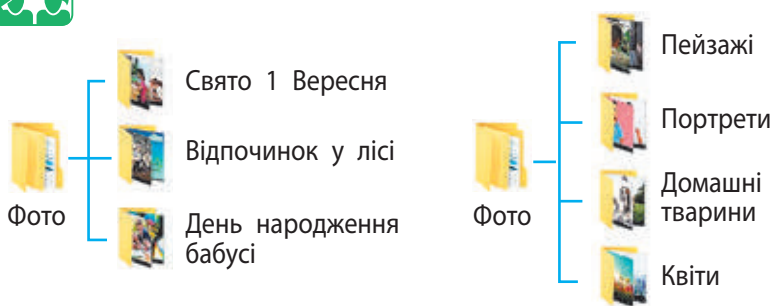 Свято 1 Вересня
Відпочинок у лісі
Фото
День народження
бабусі
Пейзажі
Портрети
Фото
Домашні
тварини
Квіти